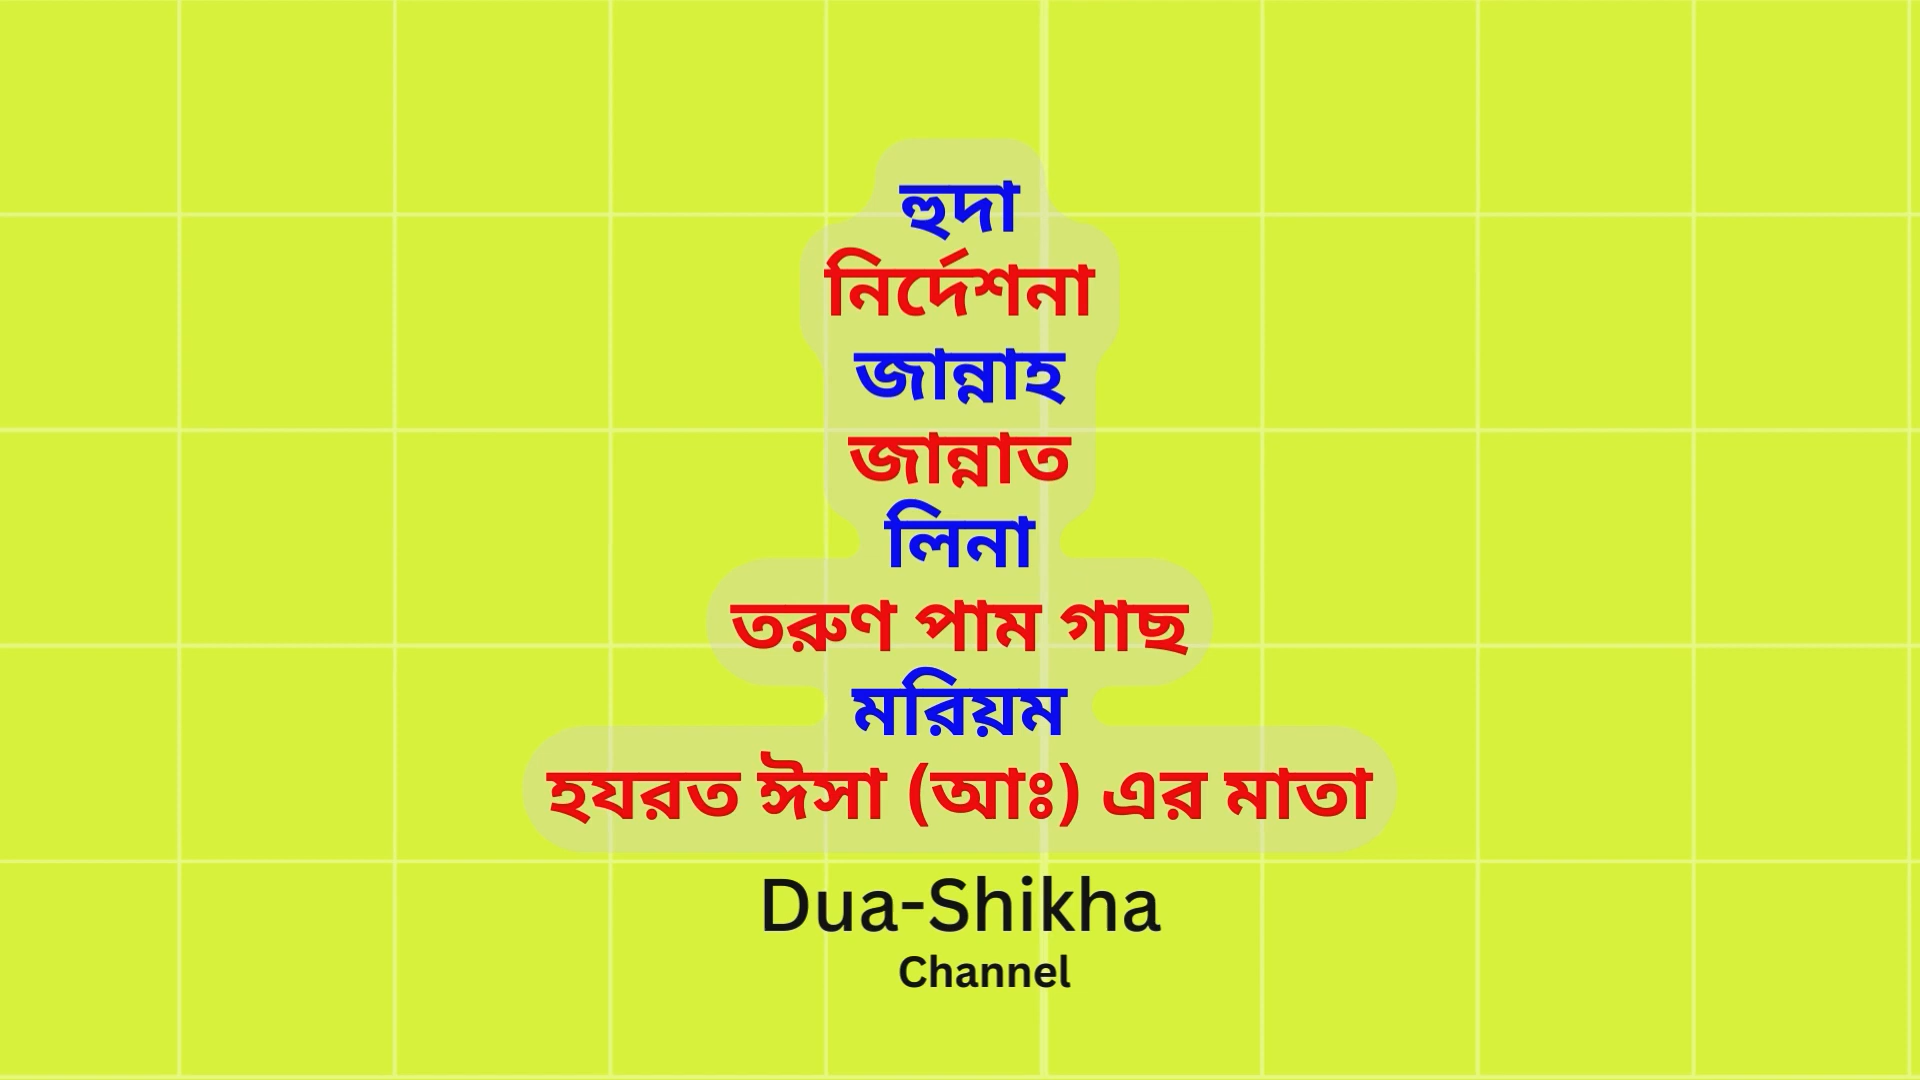 হুদা
নির্দেশনা
জান্নাহ
জান্নাত
লিনা
তরুণ পাম গাছ
মরিয়ম
হযরত ঈসা (আঃ) এর মাতা
Dua-Shikha
Channel